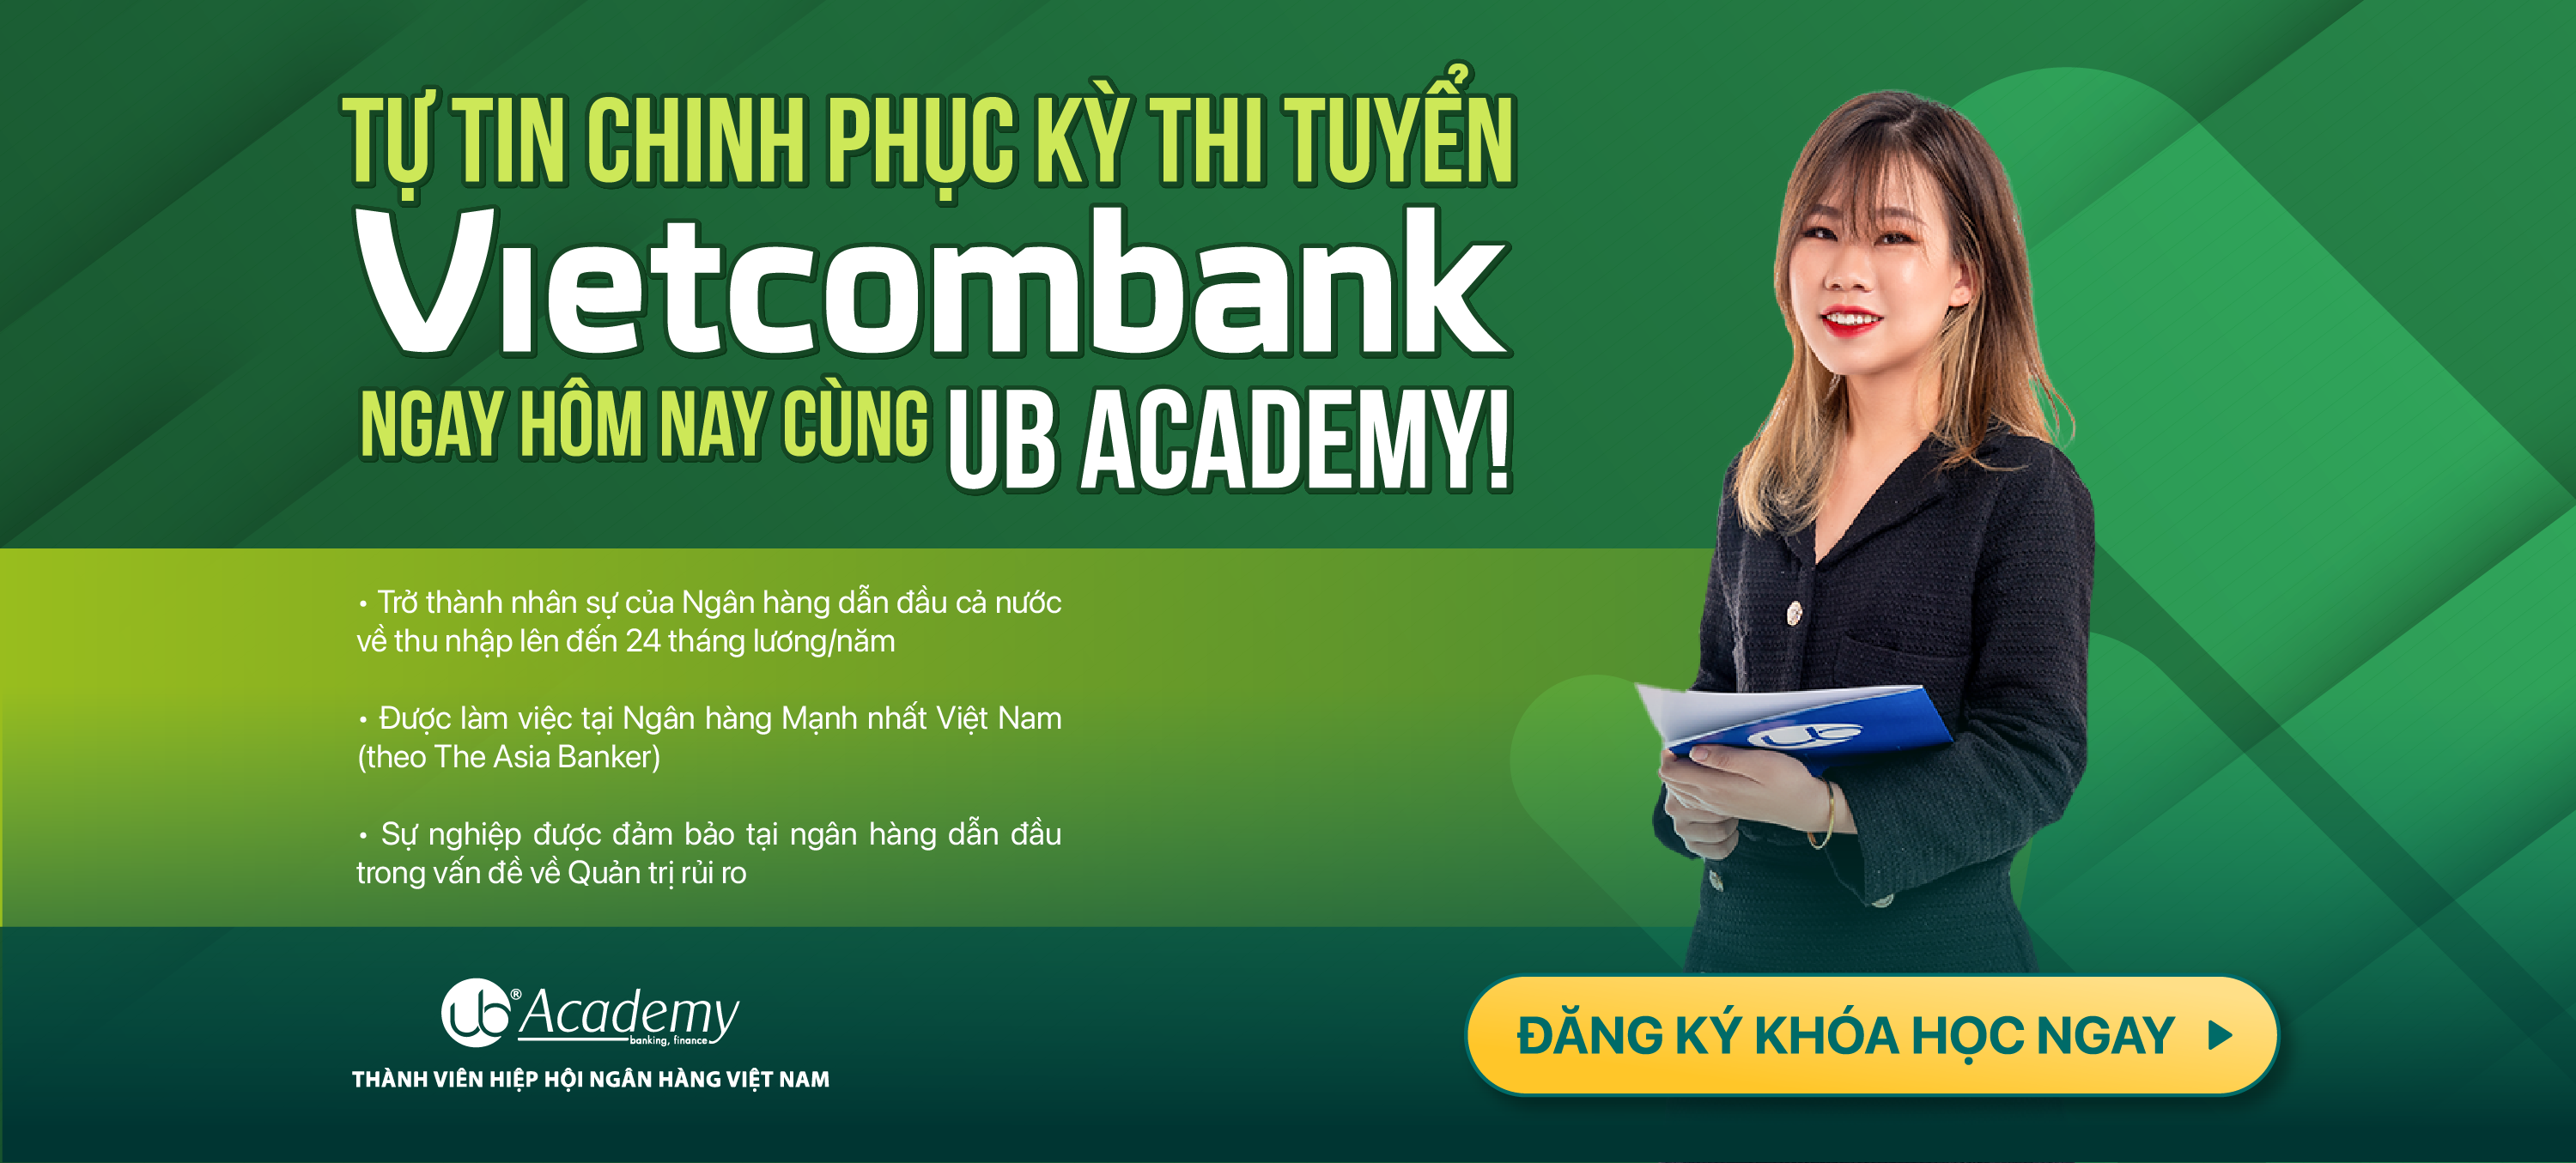 TỰ TIN CHINH PHỤC KỲ THI TUYỂN
Vietcombank
NGAY HÔM NAY CÙNG UB ACADEMY!
• Trở thành nhân sự của Ngân hàng dẫn đầu cả nước
về thu nhập lên đến 24 tháng lương/năm
• Được làm việc tại Ngân hàng Mạnh nhất Việt Nam
(theo The Asia Banker)
• Sự nghiệp được đảm bảo tại ngân hàng dẫn đầu
trong vấn đề về Quản trị rủi ro
ub
ub® Academy
banking, finance
THÀNH VIÊN HIỆP HỘI NGÂN HÀNG VIỆT NAM
ĐĂNG KÝ KHÓA HỌC NGAY